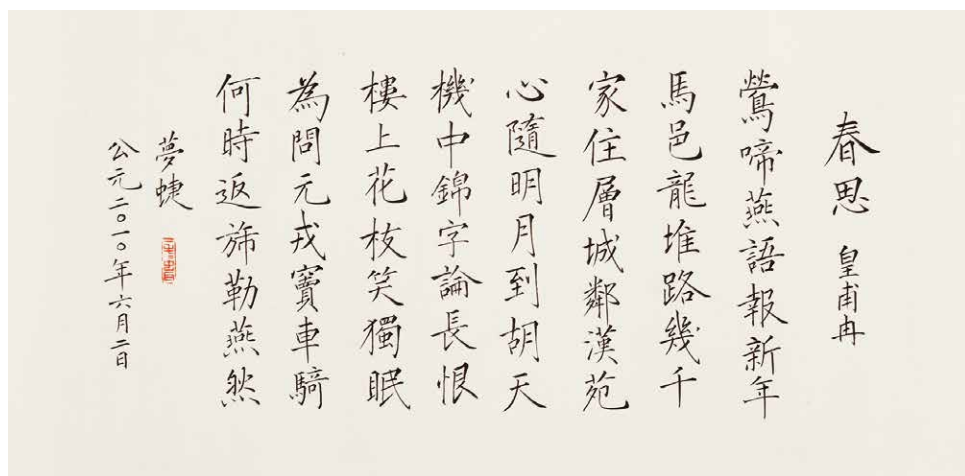 春思 皇甫冉
鶯啼燕語報新年
馬邑龍堆路幾千
家住層城鄰漢苑
心隨明月到胡天
機中錦字論長恨
樓上花枝笑獨眠
為問元戎竇車騎
何時返斾勒燕然
夢蜨
公元二〇一〇年六月二日